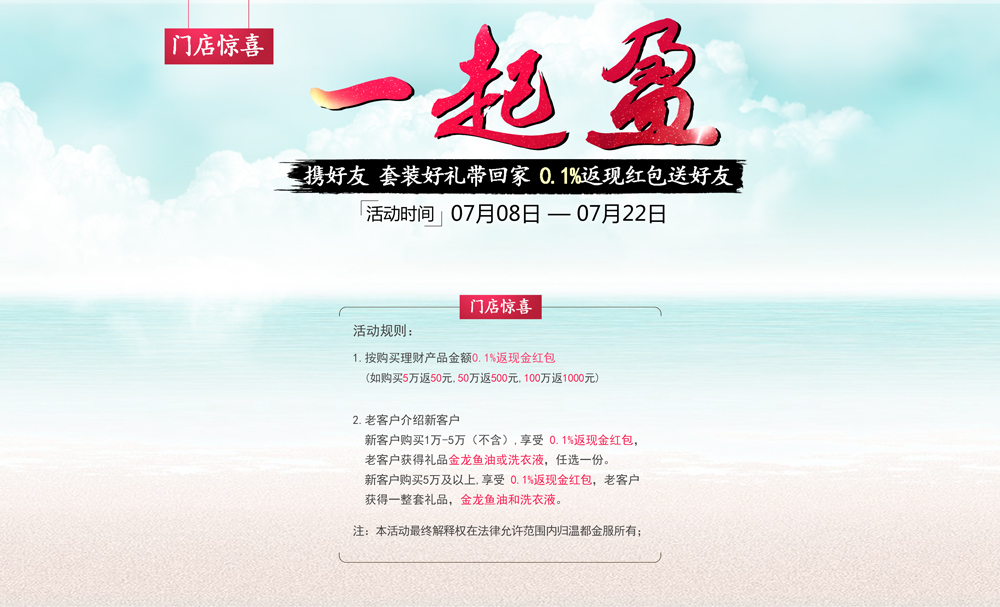 门店惊喜
一起盈
携好友 套装好礼带回家 0.1%返现红包送好友
「活动时间」 07月08日 — 07月22日
门店惊喜
活动规则：
1. 按购买理财产品金额0.1%返现金红包
(如购买5万返50元,50万返500元,100万返1000元)
2. 老客户介绍新客户
新客户购买1万-5万（不含）,享受 0.1%返现金红包，
老客户获得礼品金龙鱼油或洗衣液，任选一份。
新客户购买5万及以上,享受 0.1%返现金红包，老客户
获得一整套礼品，金龙鱼油和洗衣液。
注：本活动最终解释权在法律允许范围内归温都金服所有；